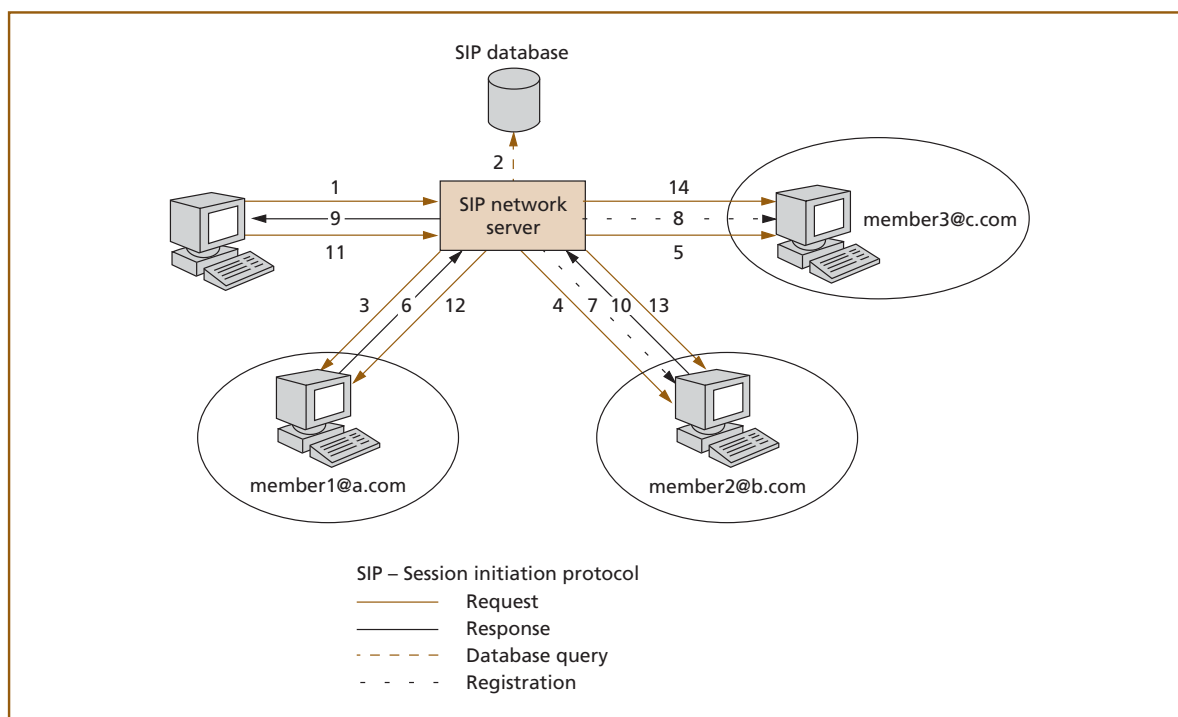 SIP database
2
1
SIP network
server
14
9
8
member3@c.com
11
5
3
6
12
4
7
10
13
member1@a.com
member2@b.com
SIP – Session initiation protocol
Request
Response
Database query
Registration